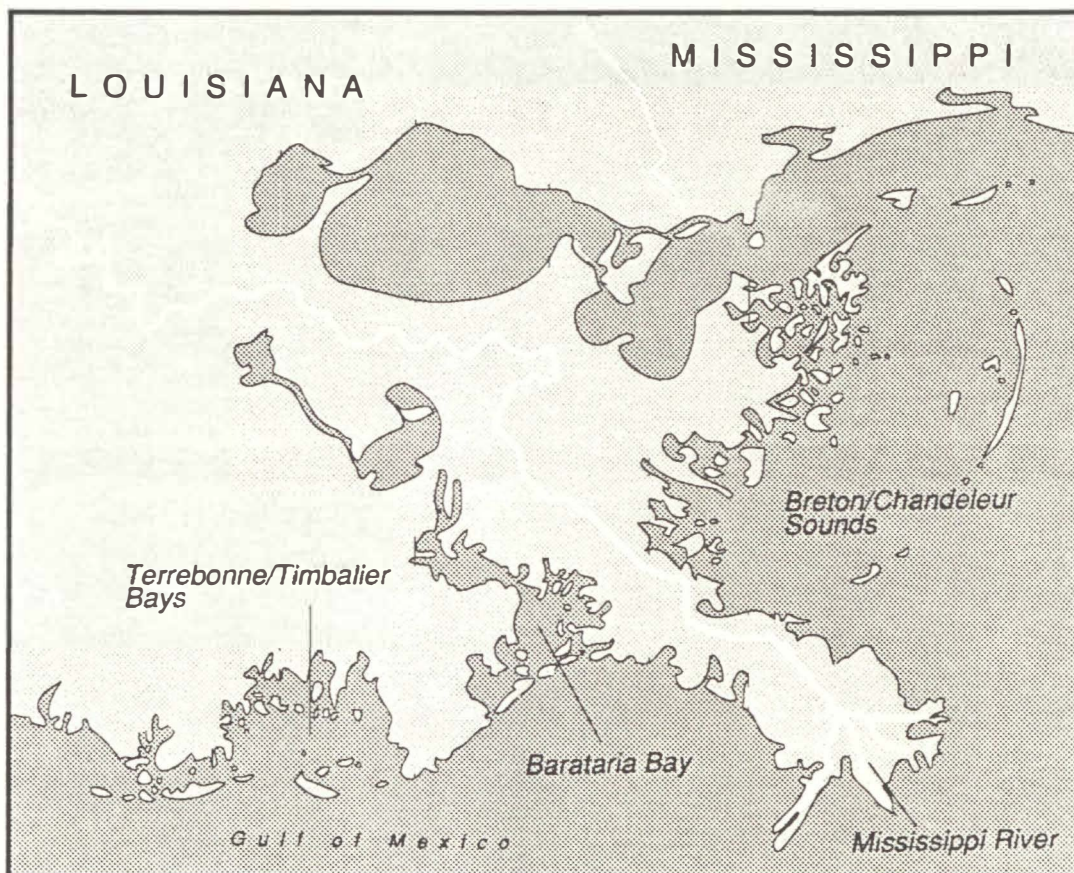 MISSISSIPPI
LOUISIANA
Breton/Chandeleur
Sounds
Terrebonne/Timbalier
Bays
Barataria Bay
Gulf of Mexico
Mississippi River